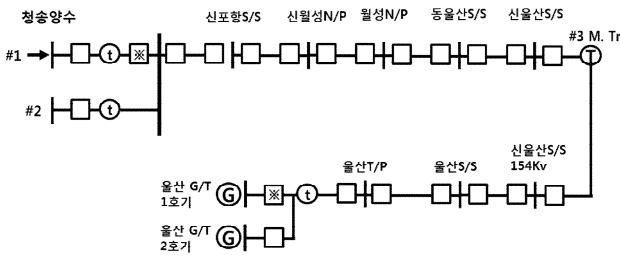 청송양수
신포항S/S
신월성N/P
월성N/P
동울산S/S
신울산S/S
#3 M. Tr
#1
t
※
T
#2
t
신울산S/S
154Kv
울산T/P
울산S/S
울산 G/T
1호기
G
※
t
울산 G/T
2호기
G